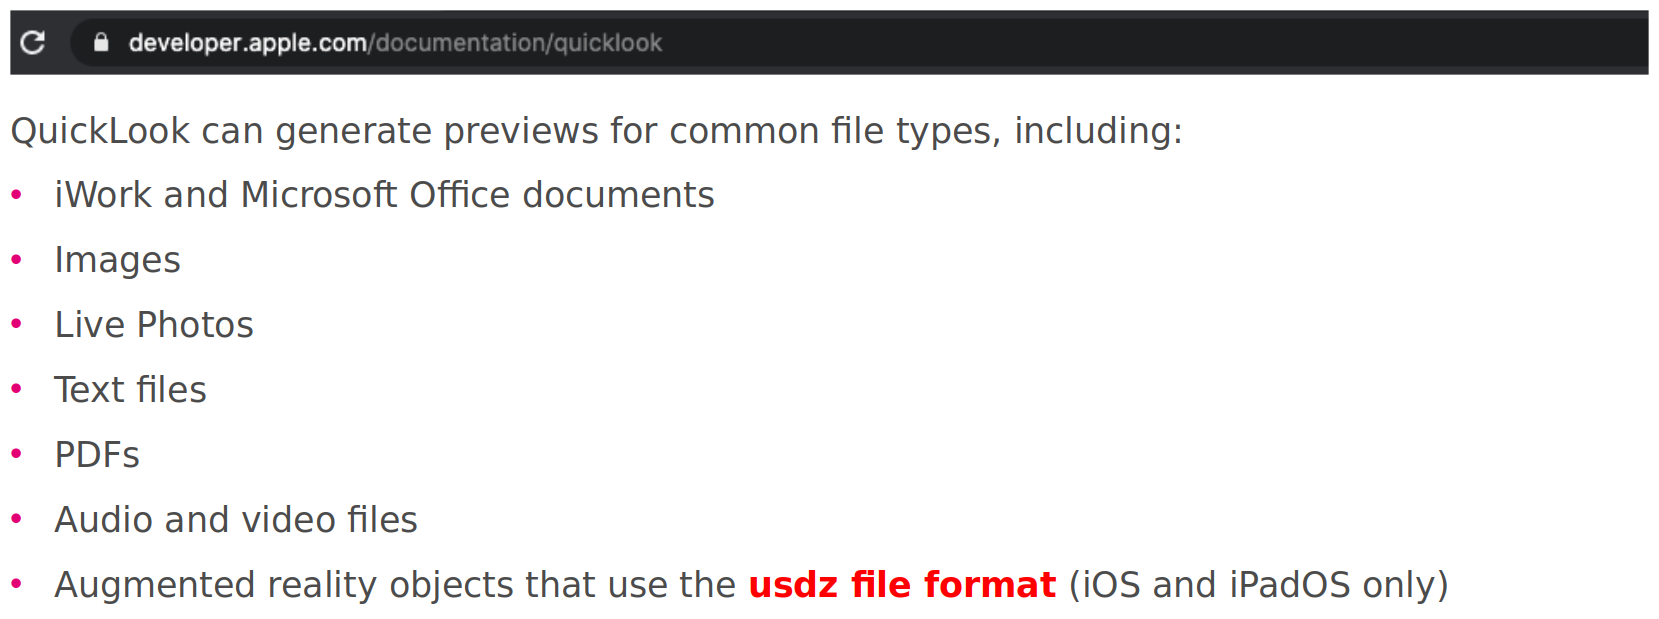 developer.apple.com/documentation/quicklook
QuickLook can generate previews for common file types, including:
• iWork and Microsoft Office documents
• Images
• Live Photos
• Text files
• PDFs
• Audio and video files
• Augmented reality objects that use the usdz file format (iOS and iPadOS only)